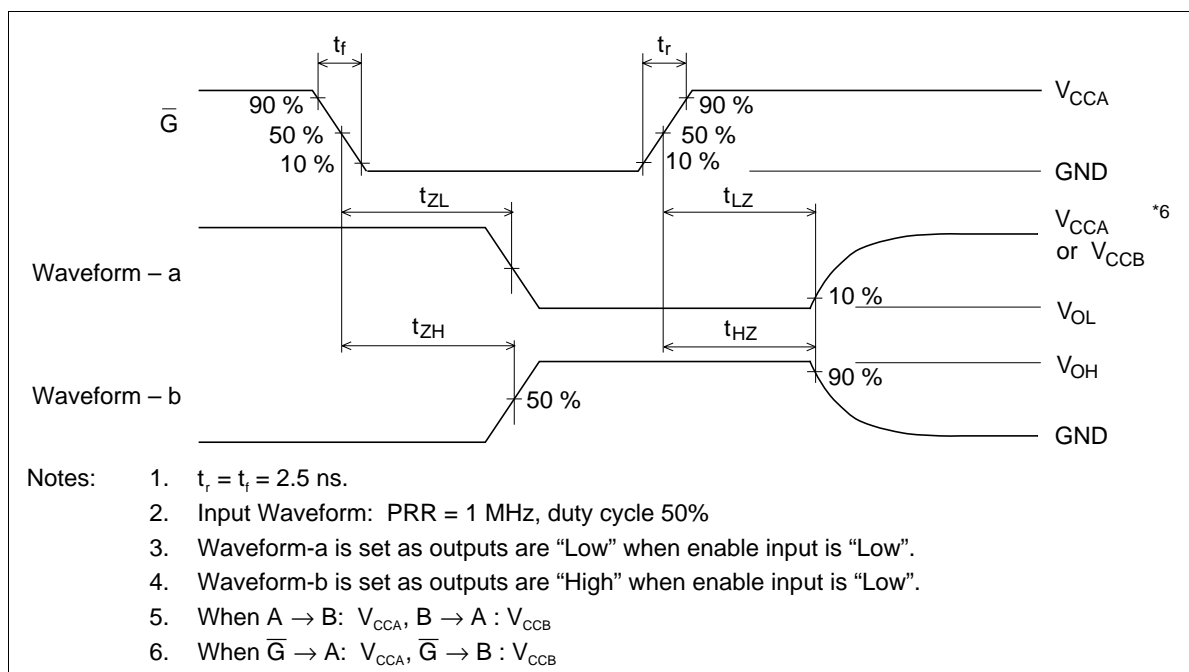 t_f t_r
G̅ 90 % 90 % V_CCA
50 % 50 %
10 % 10 % GND
t_ZL t_LZ V_CCA *6
or V_CCB
Waveform – a 10 %
V_OL
t_ZH t_HZ
V_OH
90 %
Waveform – b 50 %
GND
Notes: 1. t_r = t_f = 2.5 ns.
2. Input Waveform: PRR = 1 MHz, duty cycle 50%
3. Waveform-a is set as outputs are “Low” when enable input is “Low”.
4. Waveform-b is set as outputs are “High” when enable input is “Low”.
5. When A → B: V_CCA, B → A : V_CCB
6. When G̅ → A: V_CCA, G̅ → B : V_CCB